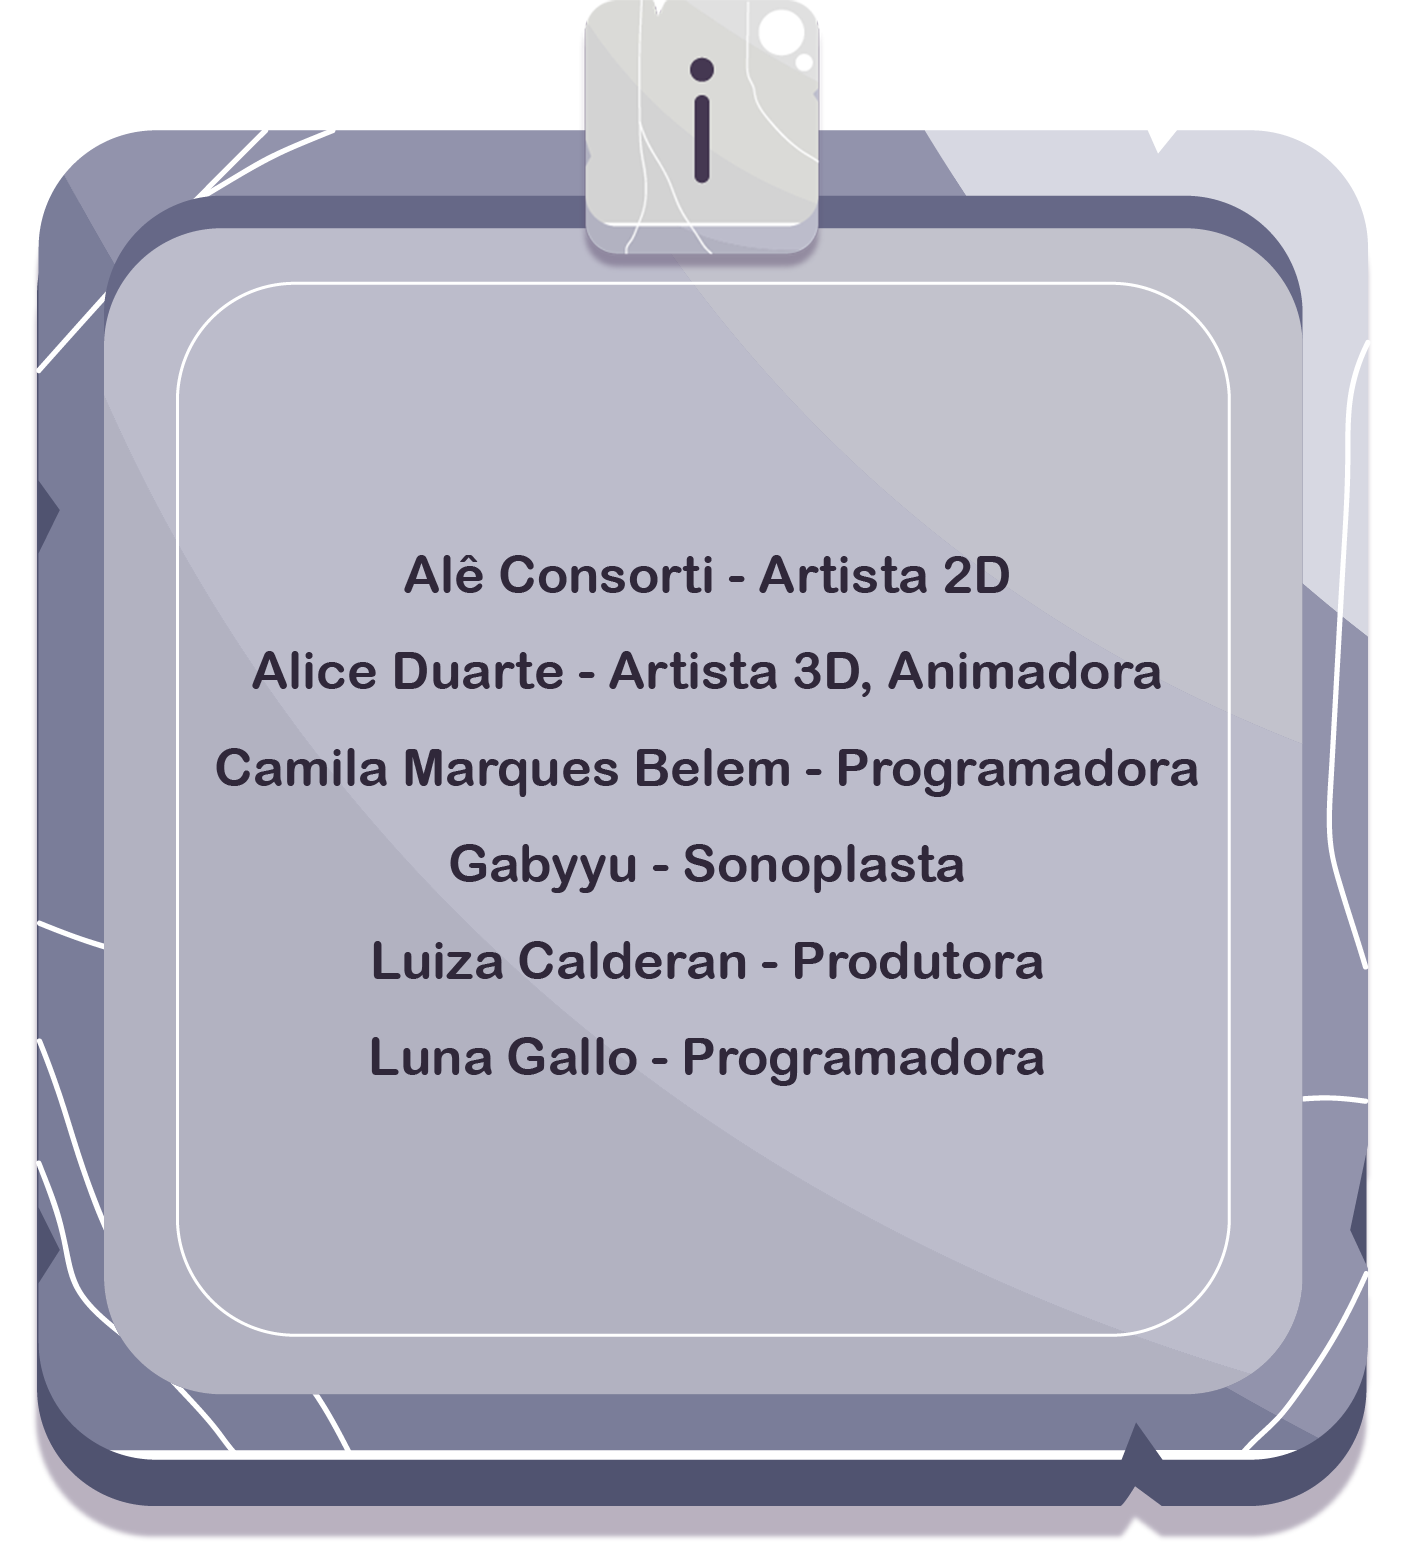 i
Alê Consorti - Artista 2D
Alice Duarte - Artista 3D, Animadora
Camila Marques Belem - Programadora
Gabyyu - Sonoplasta
Luiza Calderan - Produtora
Luna Gallo - Programadora